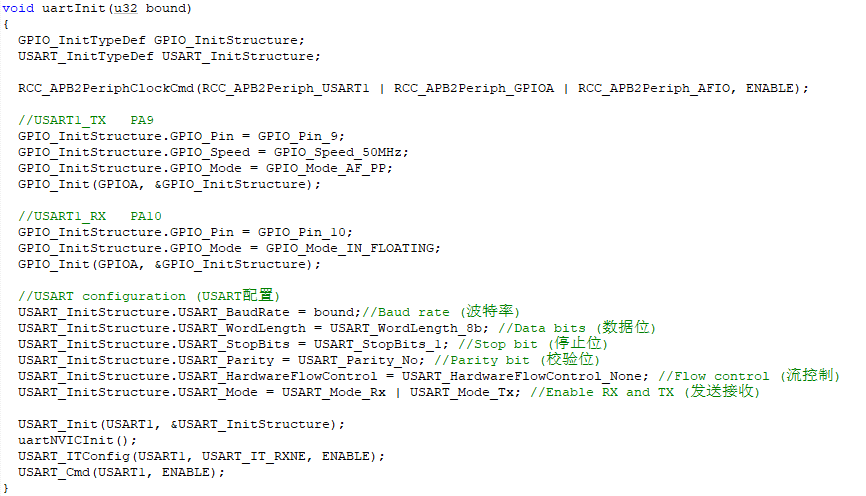 void uartInit(u32 bound)
{
  GPIO_InitTypeDef GPIO_InitStructure;
  USART_InitTypeDef USART_InitStructure;

  RCC_APB2PeriphClockCmd(RCC_APB2Periph_USART1 | RCC_APB2Periph_GPIOA | RCC_APB2Periph_AFIO, ENABLE);

  //USART1_TX   PA9
  GPIO_InitStructure.GPIO_Pin = GPIO_Pin_9;
  GPIO_InitStructure.GPIO_Speed = GPIO_Speed_50MHz;
  GPIO_InitStructure.GPIO_Mode = GPIO_Mode_AF_PP;
  GPIO_Init(GPIOA, &GPIO_InitStructure);

  //USART1_RX   PA10
  GPIO_InitStructure.GPIO_Pin = GPIO_Pin_10;
  GPIO_InitStructure.GPIO_Mode = GPIO_Mode_IN_FLOATING;
  GPIO_Init(GPIOA, &GPIO_InitStructure);

  //USART configuration (USART配置)
  USART_InitStructure.USART_BaudRate = bound;//Baud rate (波特率)
  USART_InitStructure.USART_WordLength = USART_WordLength_8b; //Data bits (数据位)
  USART_InitStructure.USART_StopBits = USART_StopBits_1; //Stop bit (停止位)
  USART_InitStructure.USART_Parity = USART_Parity_No; //Parity bit (校验位)
  USART_InitStructure.USART_HardwareFlowControl = USART_HardwareFlowControl_None; //Flow control (流控制)
  USART_InitStructure.USART_Mode = USART_Mode_Rx | USART_Mode_Tx; //Enable RX and TX (发送接收)

  USART_Init(USART1, &USART_InitStructure);
  uartNVICInit();
  USART_ITConfig(USART1, USART_IT_RXNE, ENABLE);
  USART_Cmd(USART1, ENABLE);
}